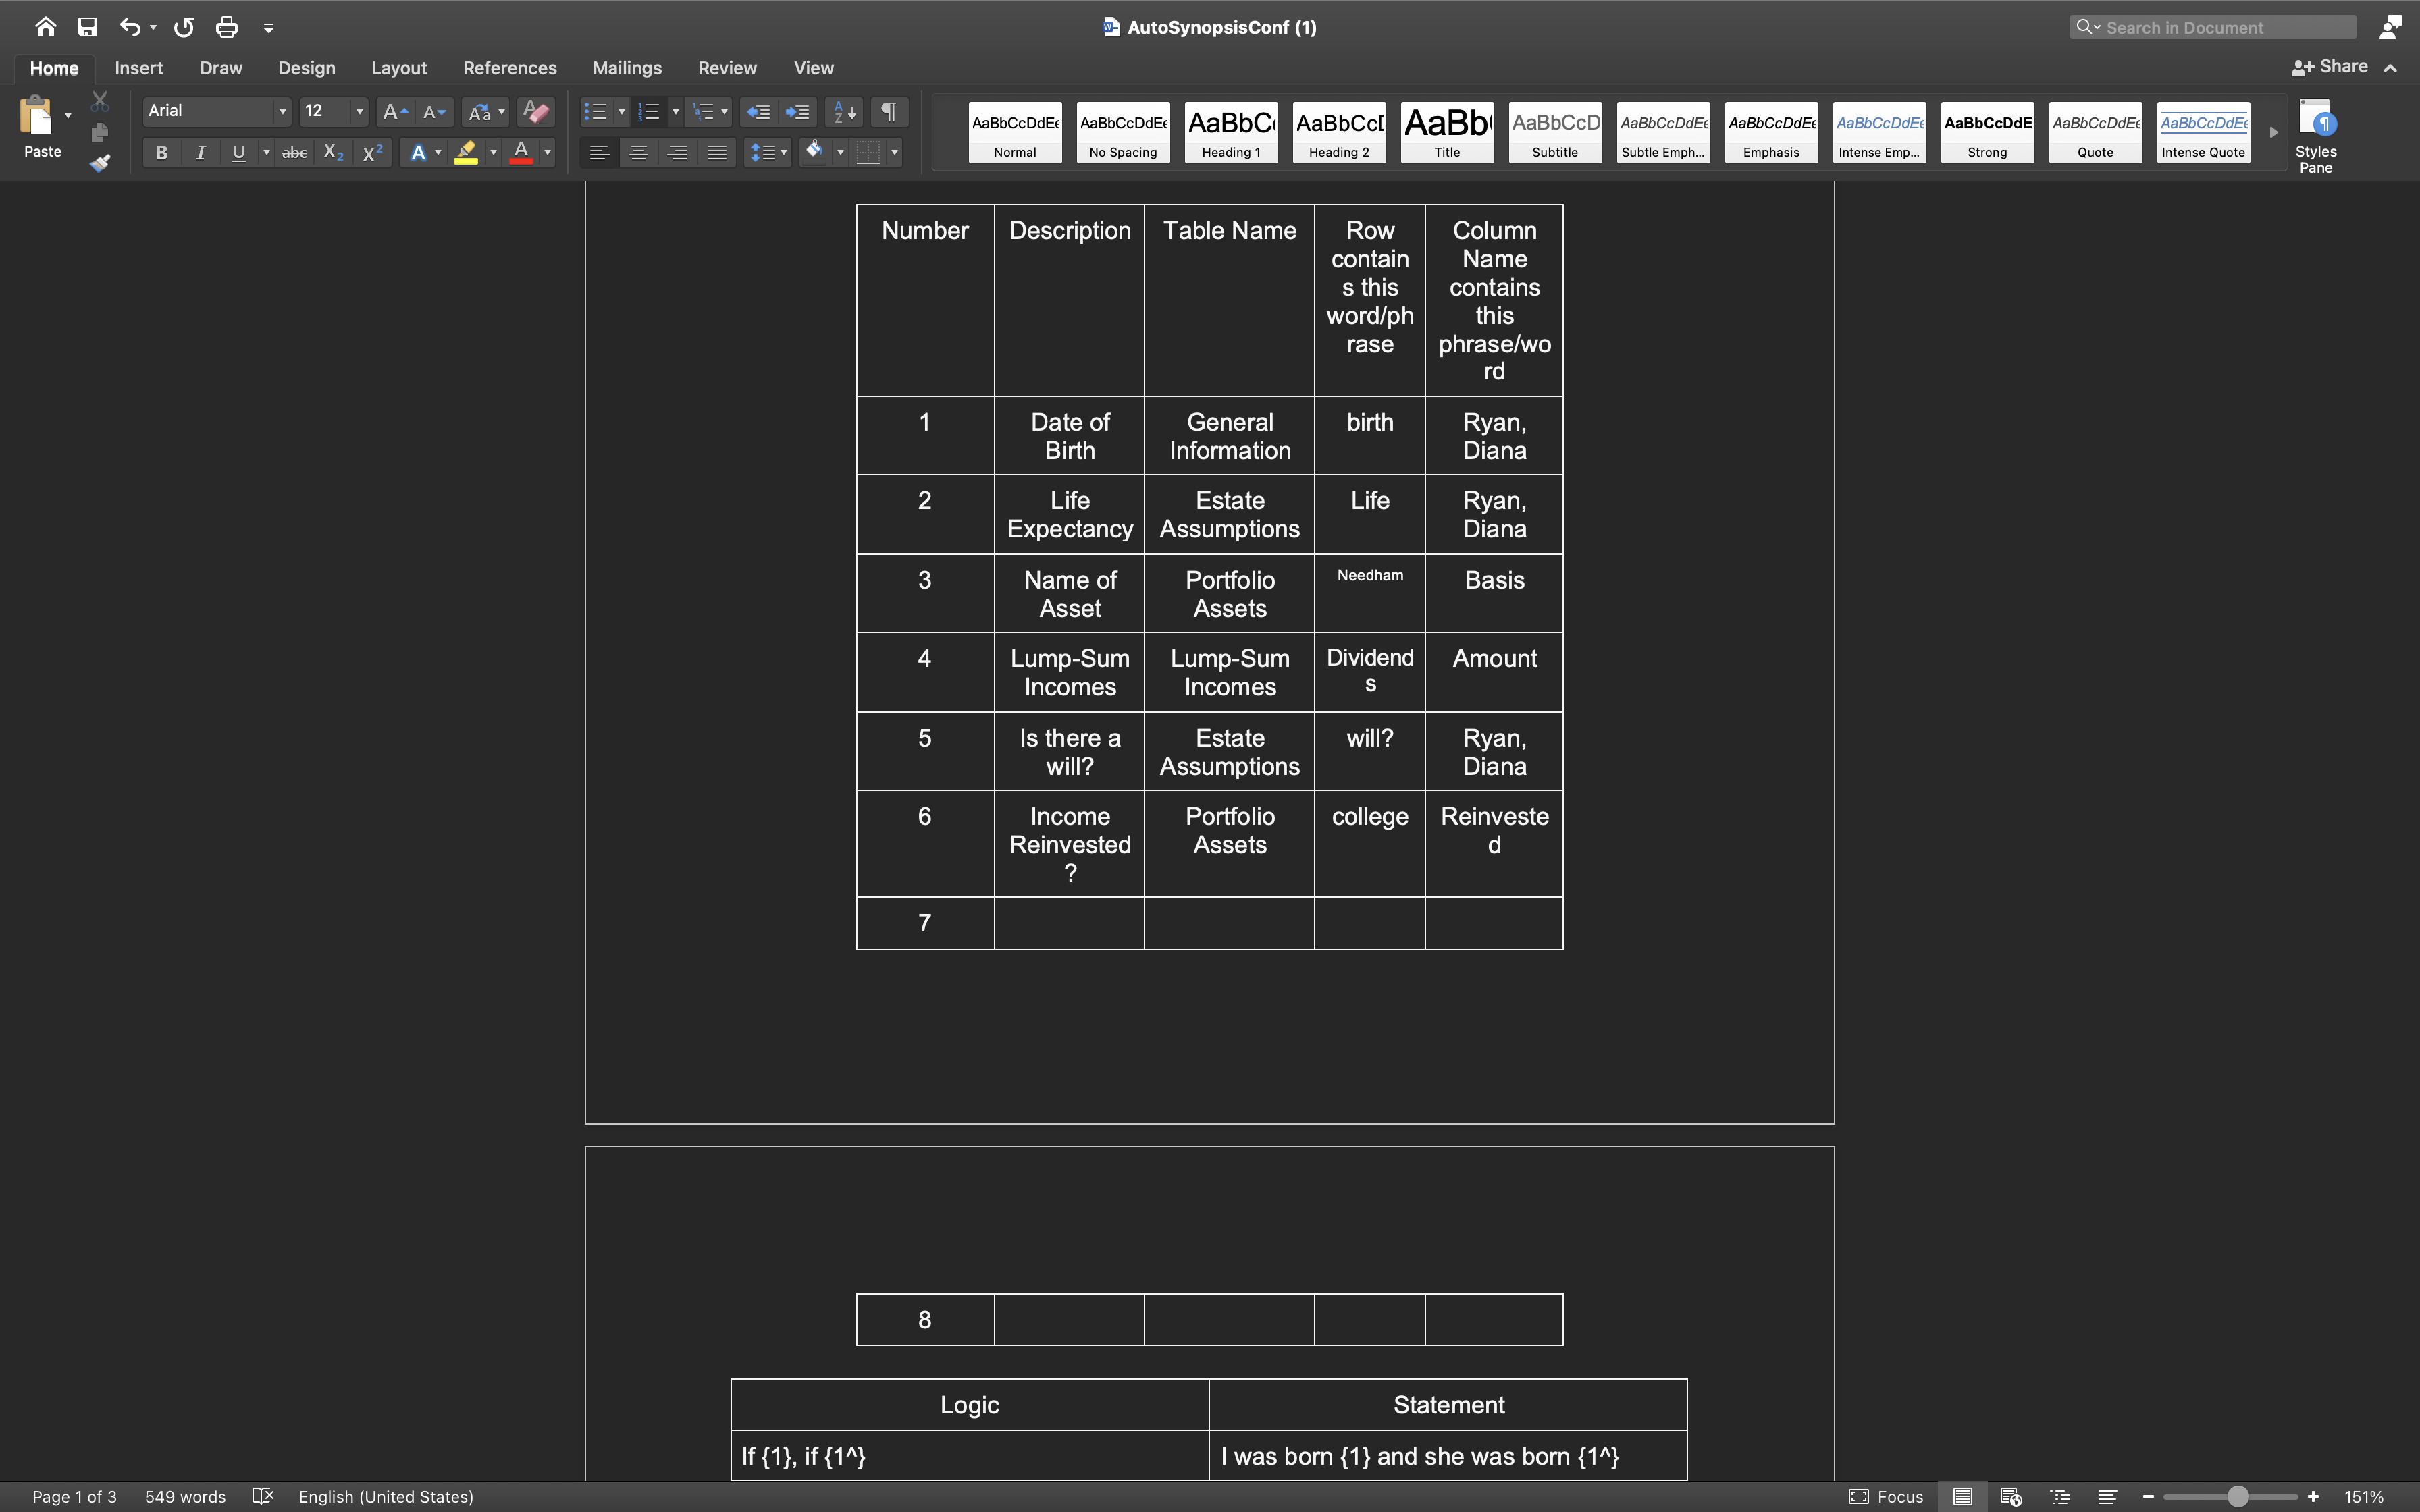 AutoSynopsisConf (1)
Search in Document
Home Insert Draw Design Layout References Mailings Review View
Share
Paste
Arial
12
AaBbCcDdEe
Normal
AaBbCcDdEe
No Spacing
AaBbCc
Heading 1
AaBbCcD
Heading 2
AaBb
Title
AaBbCcD
Subtitle
AaBbCcDdEe
Subtle Emph...
AaBbCcDdEe
Emphasis
AaBbCcDdEe
Intense Emp...
AaBbCcDdE
Strong
AaBbCcDdEe
Quote
AaBbCcDdEe
Intense Quote
Styles
Pane
Number
Description
Table Name
Row
contain
s this
word/ph
rase
Column
Name
contains
this
phrase/wo
rd
1
Date of
Birth
General
Information
birth
Ryan,
Diana
2
Life
Expectancy
Estate
Assumptions
Life
Ryan,
Diana
3
Name of
Asset
Portfolio
Assets
Needham
Basis
4
Lump-Sum
Incomes
Lump-Sum
Incomes
Dividend
s
Amount
5
Is there a
will?
Estate
Assumptions
will?
Ryan,
Diana
6
Income
Reinvested
?
Portfolio
Assets
college
Reinveste
d
7
8
Logic
Statement
If {1}, if {1^}
I was born {1} and she was born {1^}
Page 1 of 3
549 words
English (United States)
Focus
151%